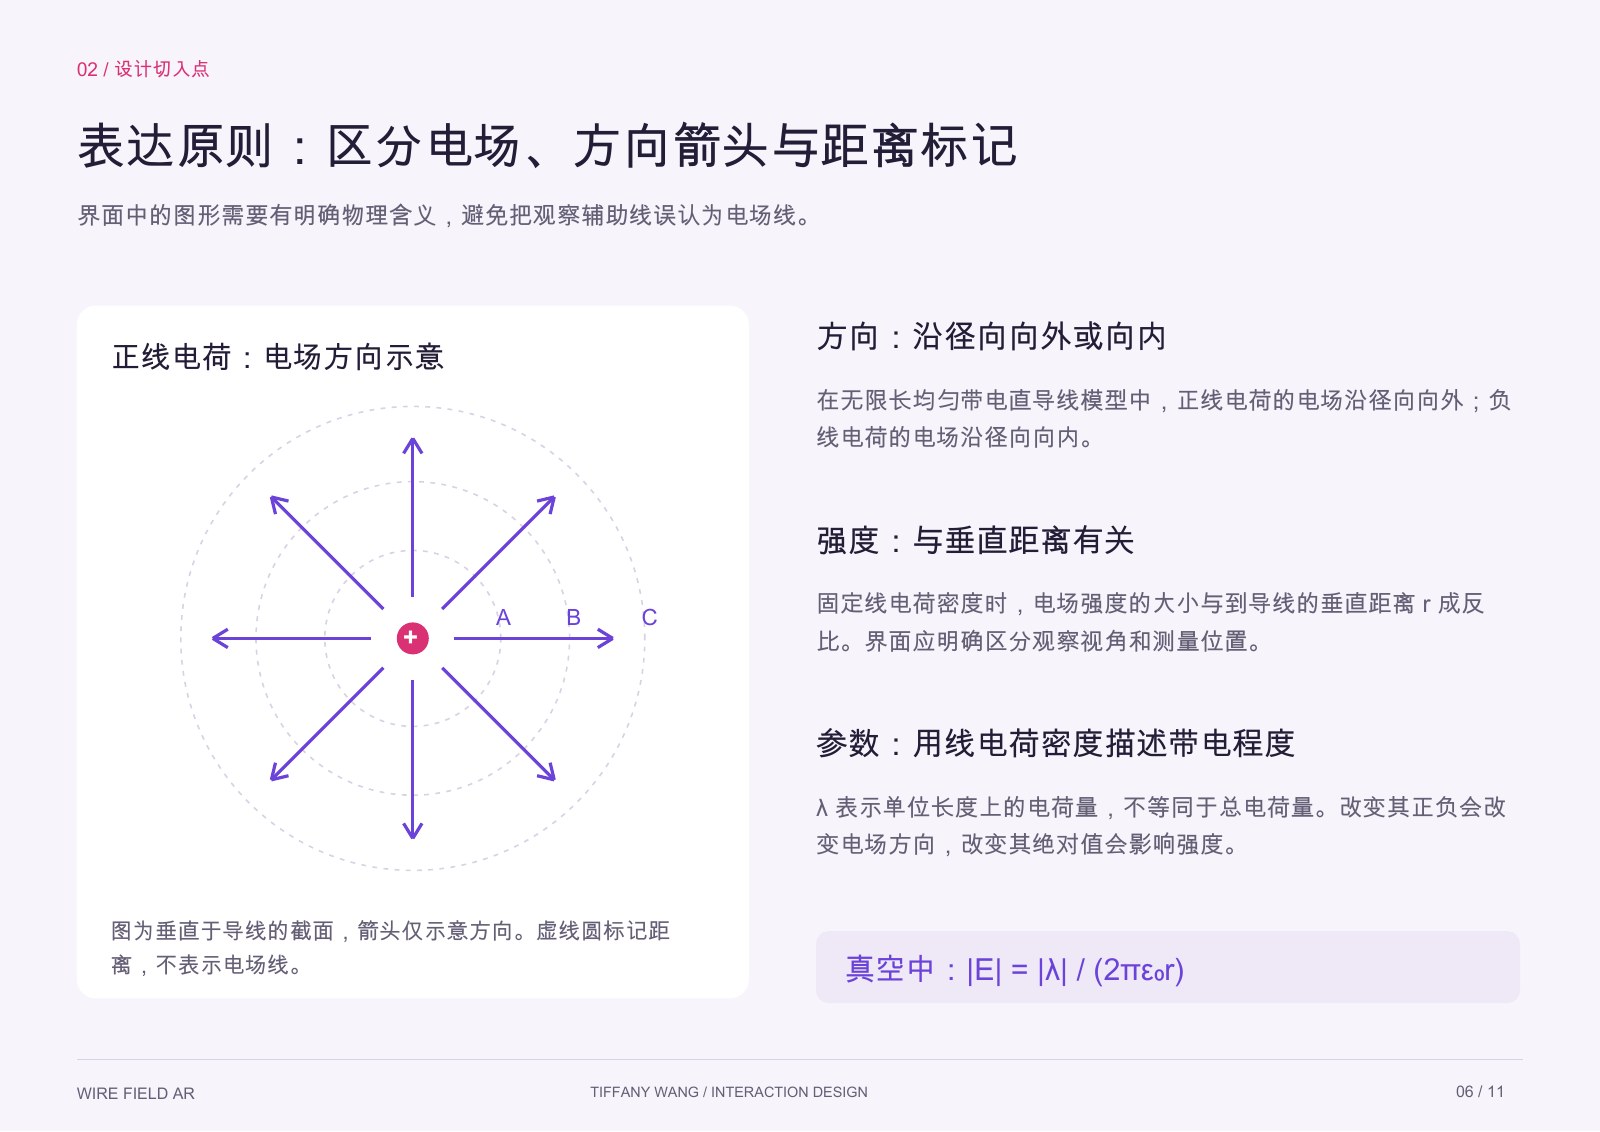 02 / 设计切入点
表达原则：区分电场、方向箭头与距离标记
界面中的图形需要有明确物理含义，避免把观察辅助线误认为电场线。
正线电荷：电场方向示意
A
B
C
+
图为垂直于导线的截面，箭头仅示意方向。虚线圆标记距
离，不表示电场线。
方向：沿径向向外或向内
在无限长均匀带电直导线模型中，正线电荷的电场沿径向向外；负
线电荷的电场沿径向向内。
强度：与垂直距离有关
固定线电荷密度时，电场强度的大小与到导线的垂直距离 r 成反
比。界面应明确区分观察视角和测量位置。
参数：用线电荷密度描述带电程度
λ 表示单位长度上的电荷量，不等同于总电荷量。改变其正负会改
变电场方向，改变其绝对值会影响强度。
真空中：|E| = |λ| / (2πε₀r)
WIRE FIELD AR
TIFFANY WANG / INTERACTION DESIGN
06 / 11